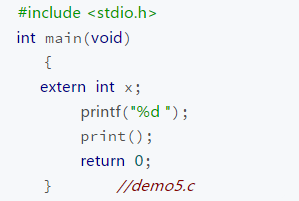 #include <stdio.h>
int main(void)
{
extern int x;
printf("%d ");
print();
return 0;
} //demo5.c